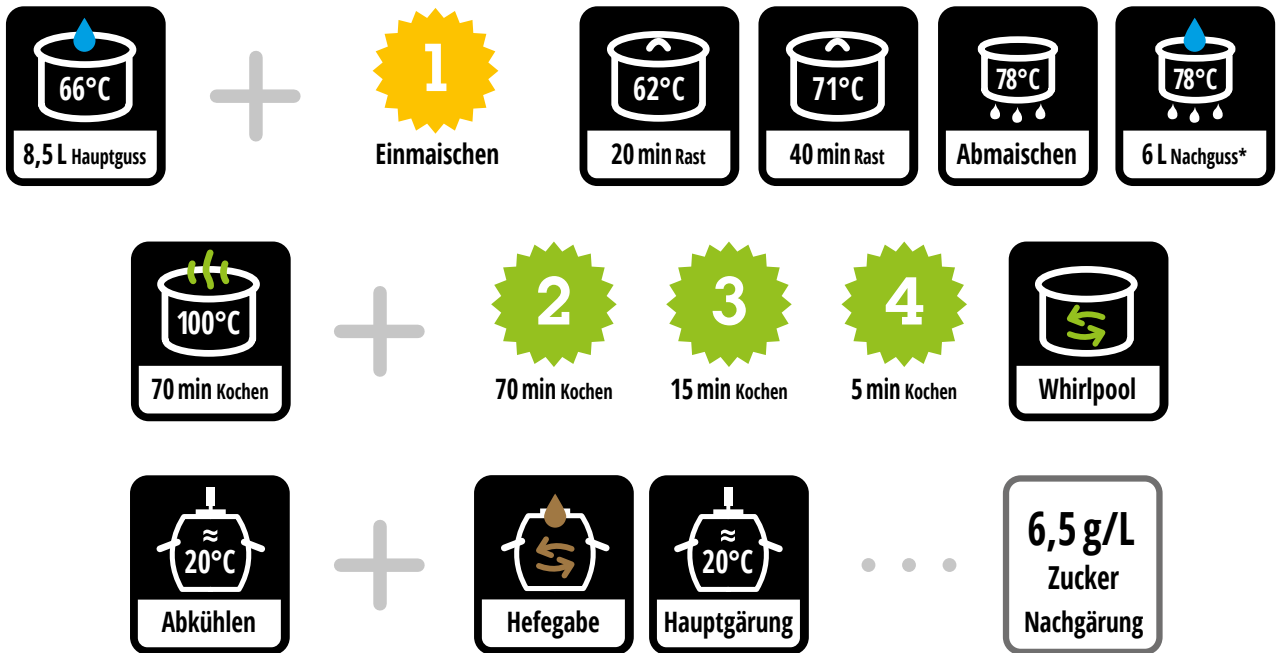 66°C
8,5 L Hauptguss
1
Einmaischen
62°C
20 min Rast
71°C
40 min Rast
78°C
Abmaischen
78°C
6 L Nachguss*
100°C
70 min Kochen
2
70 min Kochen
3
15 min Kochen
4
5 min Kochen
Whirlpool
≈
20°C
Abkühlen
Hefegabe
≈
20°C
Hauptgärung
6,5 g/L
Zucker
Nachgärung